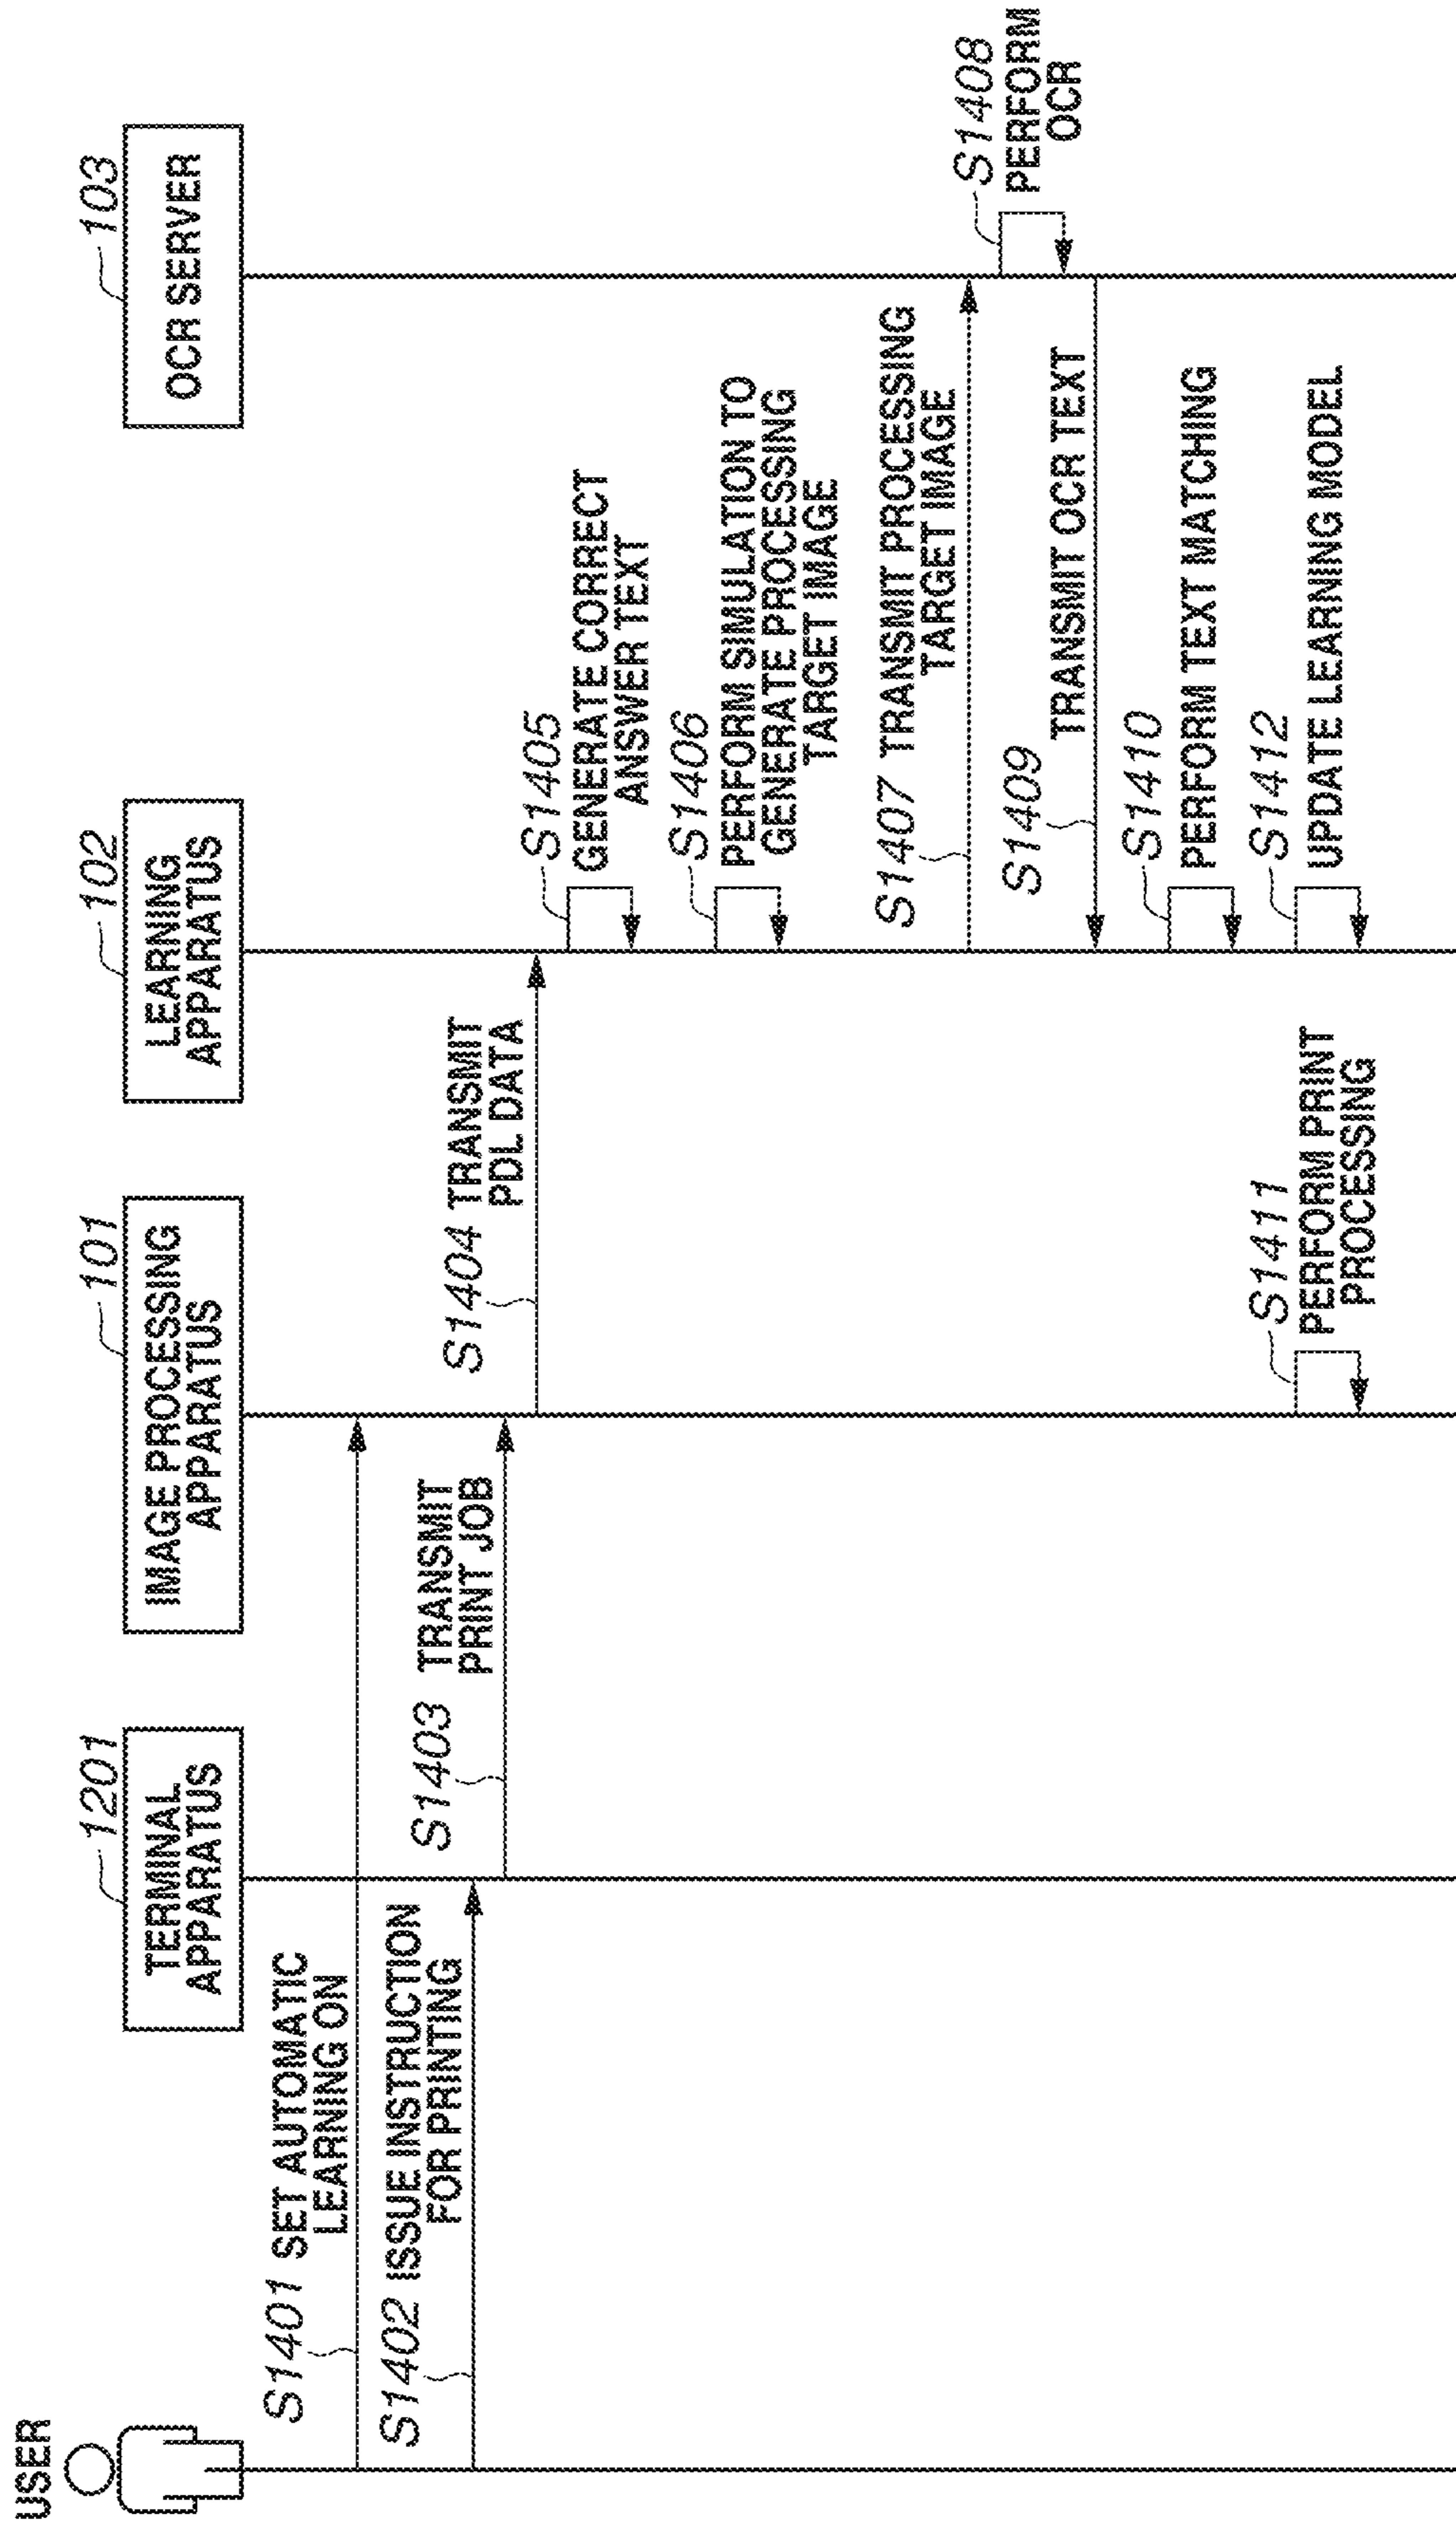 USER
1201
TERMINAL
APPARATUS
101
IMAGE PROCESSING
APPARATUS
102
LEARNING
APPARATUS
103
OCR SERVER
S1401 SET AUTOMATIC
LEARNING ON
S1402 ISSUE INSTRUCTION
FOR PRINTING
S1403 TRANSMIT
PRINT JOB
S1404 TRANSMIT
PDL DATA
S1405
GENERATE CORRECT
ANSWER TEXT
S1406
PERFORM SIMULATION TO
GENERATE PROCESSING
TARGET IMAGE
S1407 TRANSMIT PROCESSING
TARGET IMAGE
S1408
PERFORM
OCR
S1409
TRANSMIT OCR TEXT
S1410
PERFORM TEXT MATCHING
S1411
PERFORM PRINT
PROCESSING
S1412
UPDATE LEARNING MODEL